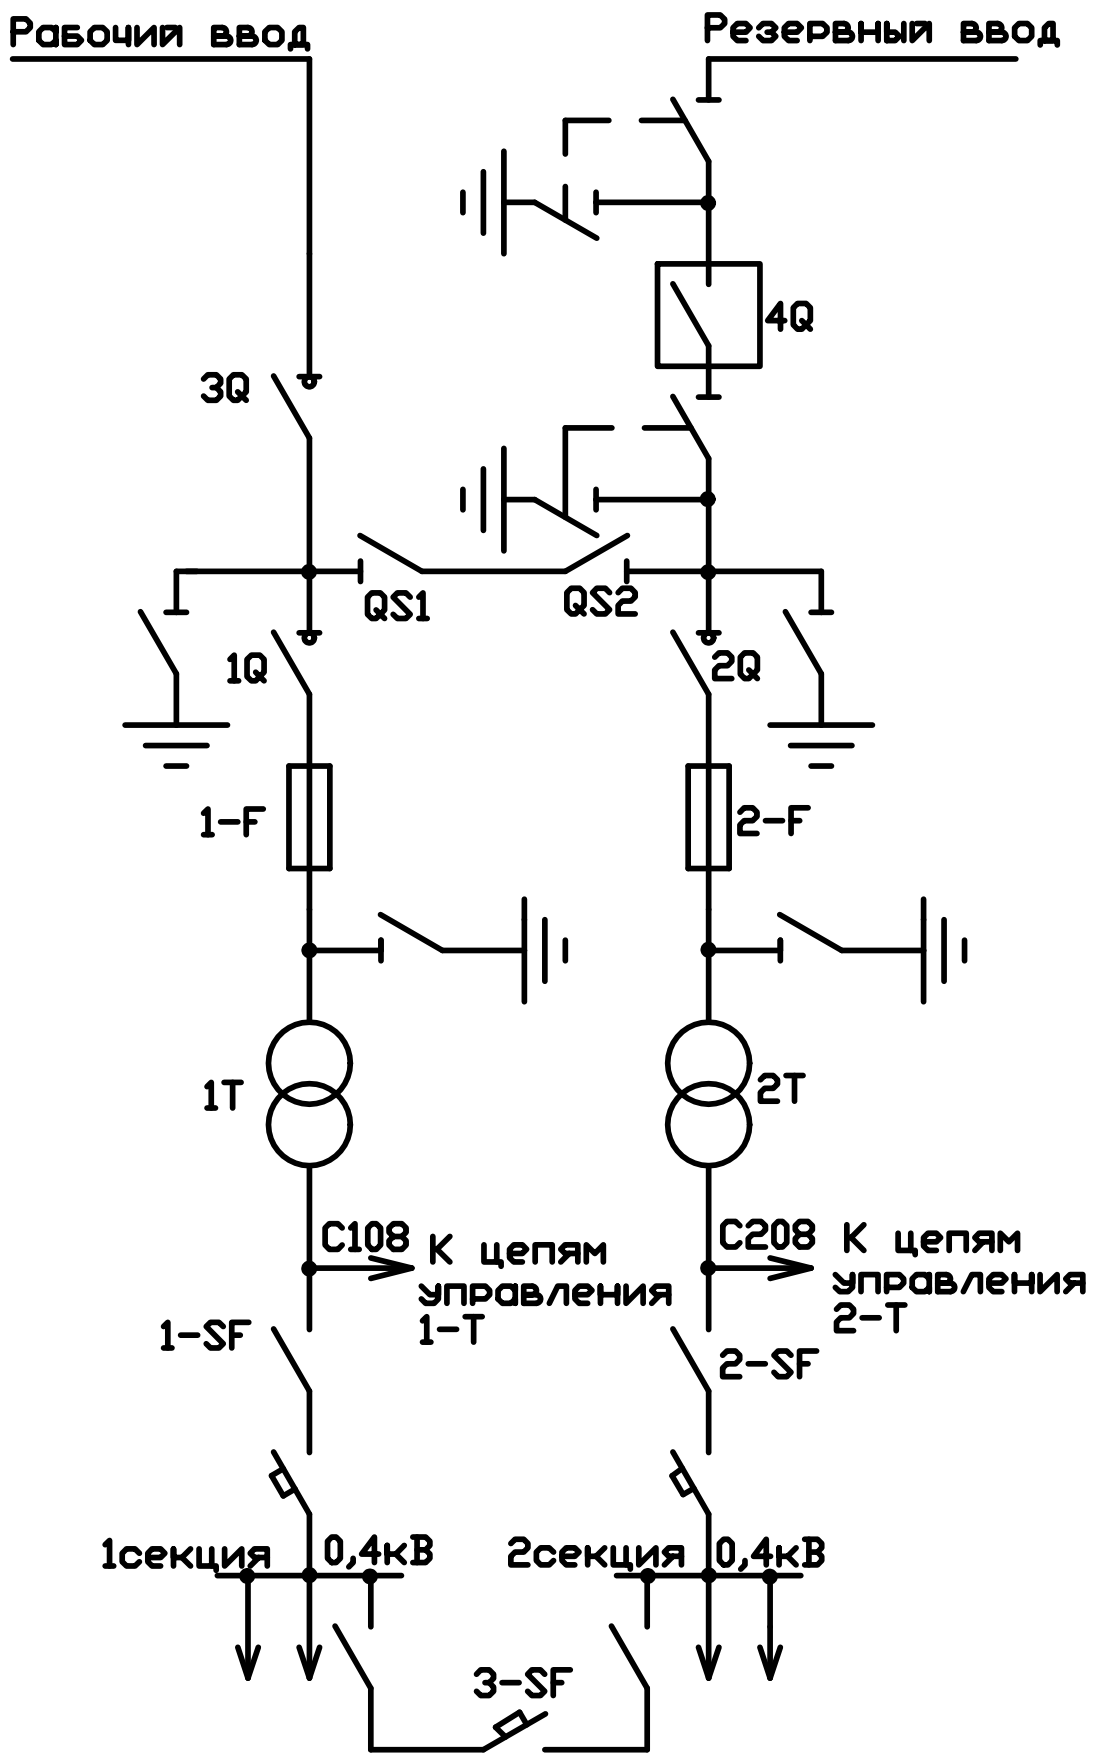 Рабочий ввод
Резервный ввод
4Q
3Q
QS1
QS2
1Q
2Q
1-F
2-F
1T
2T
C108
К цепям
управления
1-Т
C208
К цепям
управления
2-Т
1-SF
2-SF
1секция 0,4кВ
2секция 0,4кВ
3-SF